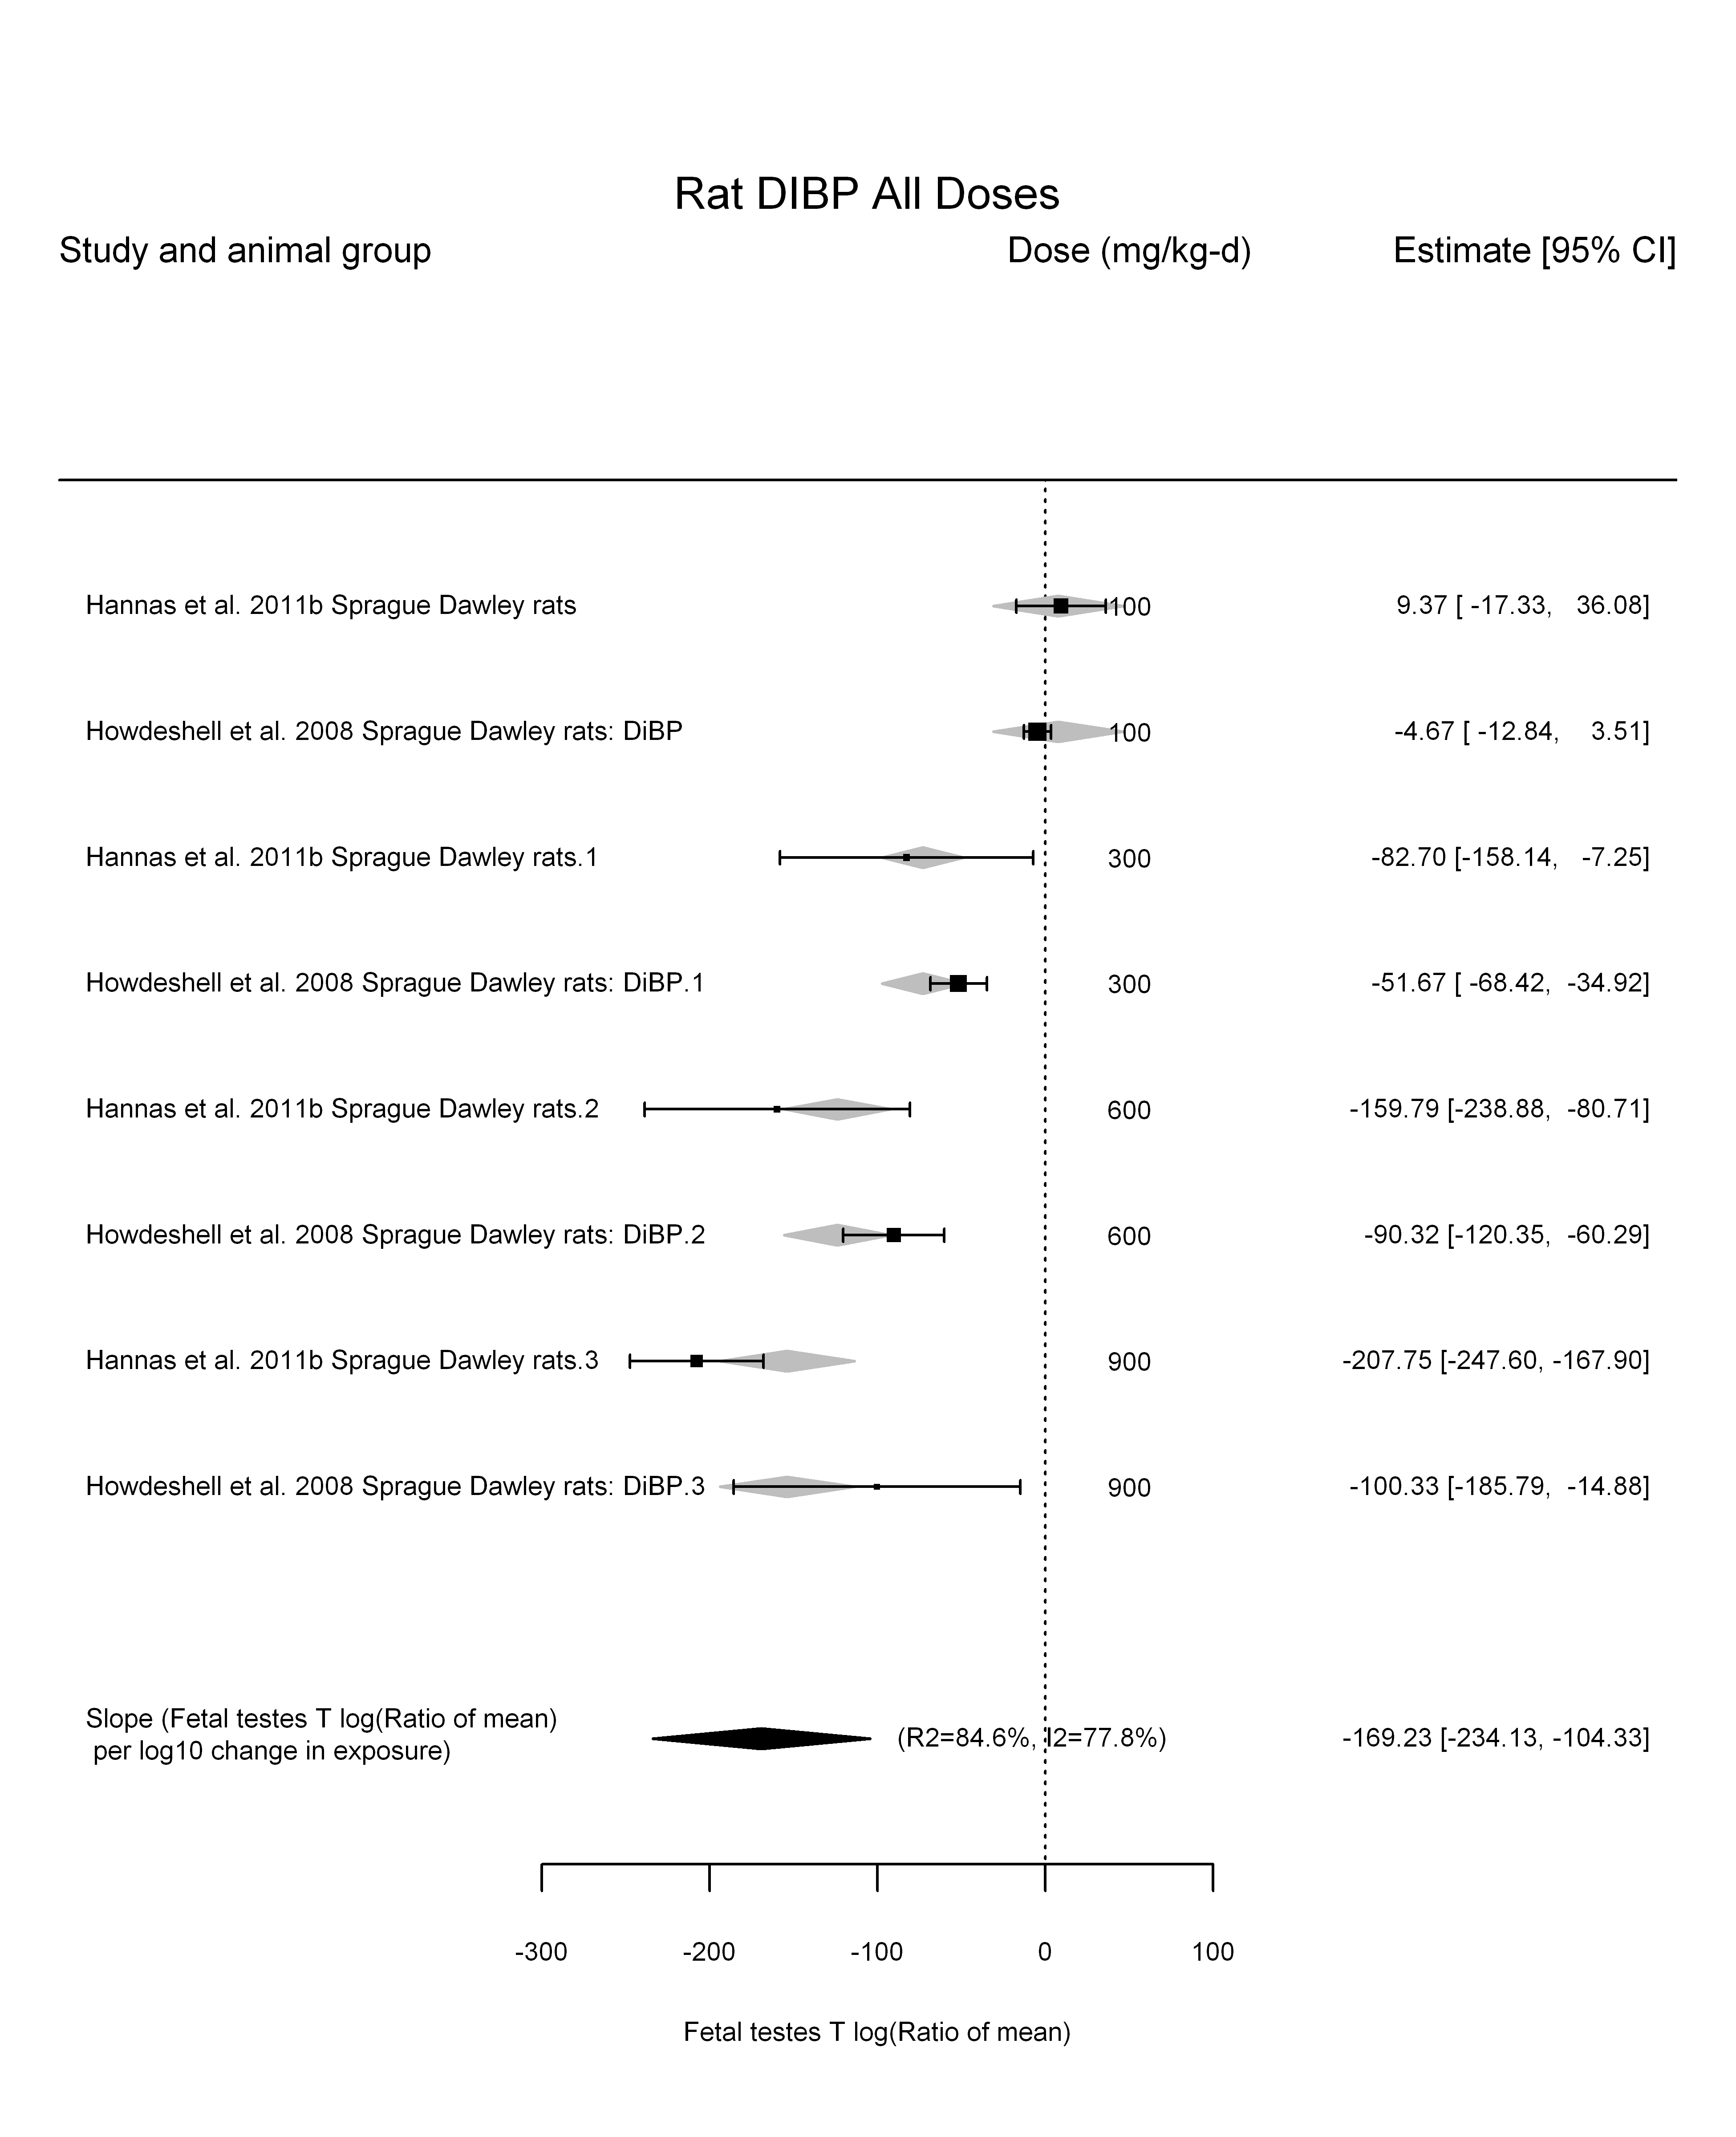 Rat DIBP All Doses
Study and animal group Dose (mg/kg-d) Estimate [95% CI]
Hannas et al. 2011b Sprague Dawley rats 100 9.37 [ -17.33, 36.08]
Howdeshell et al. 2008 Sprague Dawley rats: DiBP 100 -4.67 [ -12.84, 3.51]
Hannas et al. 2011b Sprague Dawley rats.1 300 -82.70 [-158.14, -7.25]
Howdeshell et al. 2008 Sprague Dawley rats: DiBP.1 300 -51.67 [ -68.42, -34.92]
Hannas et al. 2011b Sprague Dawley rats.2 600 -159.79 [-238.88, -80.71]
Howdeshell et al. 2008 Sprague Dawley rats: DiBP.2 600 -90.32 [-120.35, -60.29]
Hannas et al. 2011b Sprague Dawley rats.3 900 -207.75 [-247.60, -167.90]
Howdeshell et al. 2008 Sprague Dawley rats: DiBP.3 900 -100.33 [-185.79, -14.88]
Slope (Fetal testes T log(Ratio of mean)
per log10 change in exposure) (R2=84.6%, I2=77.8%) -169.23 [-234.13, -104.33]
-300 -200 -100 0 100
Fetal testes T log(Ratio of mean)